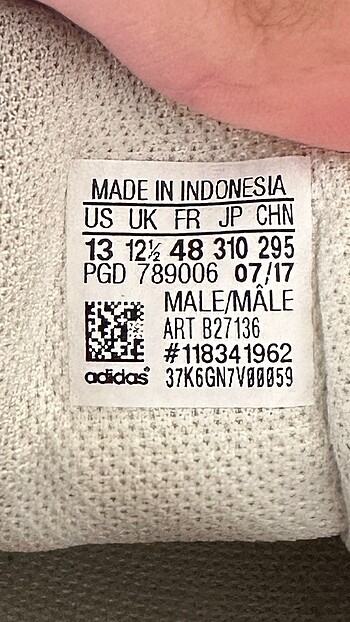 MADE IN INDONESIA
US UK FR JP CHN
13 12½ 48 310 295
PGD 789006 07/17
MALE/MÂLE
ART B27136
#118341962
adidas® 37K6GN7V00059